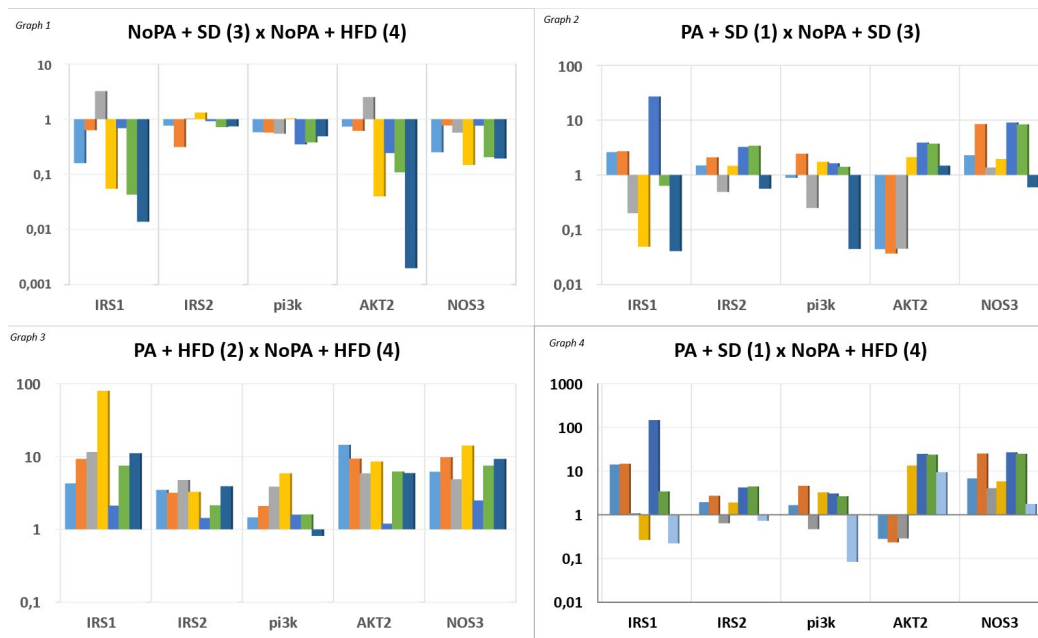 Graph 1
NoPA + SD (3) x NoPA + HFD (4)
10
1
0,1
0,01
0,001
IRS1 IRS2 pi3k AKT2 NOS3
Graph 2
PA + SD (1) x NoPA + SD (3)
100
10
1
0,1
0,01
IRS1 IRS2 pi3k AKT2 NOS3
Graph 3
PA + HFD (2) x NoPA + HFD (4)
100
10
1
0,1
IRS1 IRS2 pi3k AKT2 NOS3
Graph 4
PA + SD (1) x NoPA + HFD (4)
1000
100
10
1
0,1
0,01
IRS1 IRS2 pi3k AKT2 NOS3